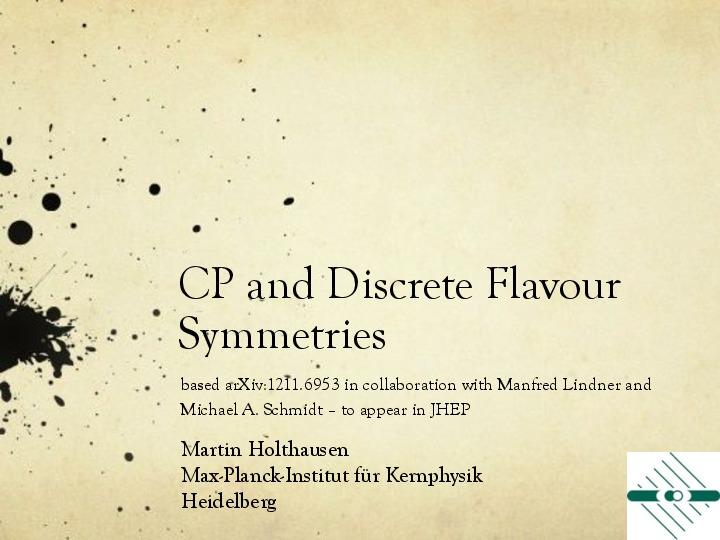 CP and Discrete Flavour
Symmetries
based arXiv:1211.6953 in collaboration with Manfred Lindner and
Michael A. Schmidt – to appear in JHEP
Martin Holthausen
Max-Planck-Institut für Kernphysik
Heidelberg